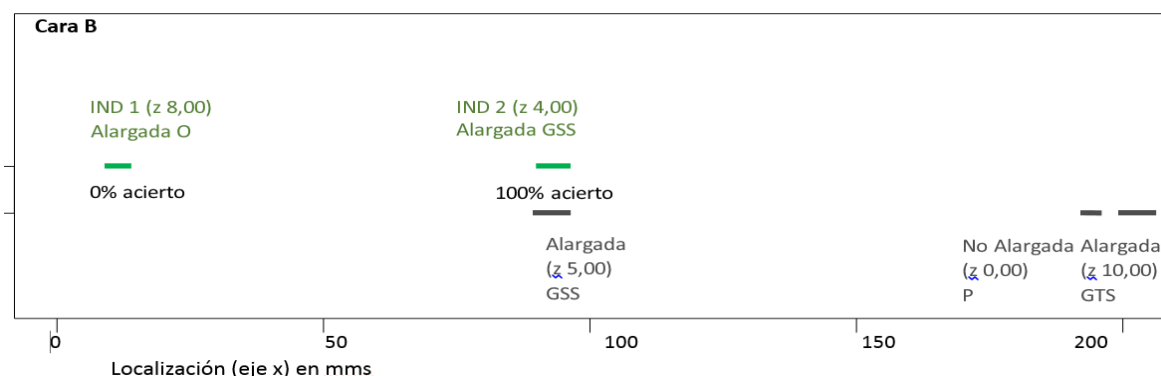 Cara B
IND 1 (z 8,00)
Alargada O
IND 2 (z 4,00)
Alargada GSS
0% acierto
100% acierto
Alargada
(z 5,00)
GSS
No Alargada
(z 0,00)
P
Alargada
(z 10,00)
GTS
0
50
100
150
200
Localización (eje x) en mms